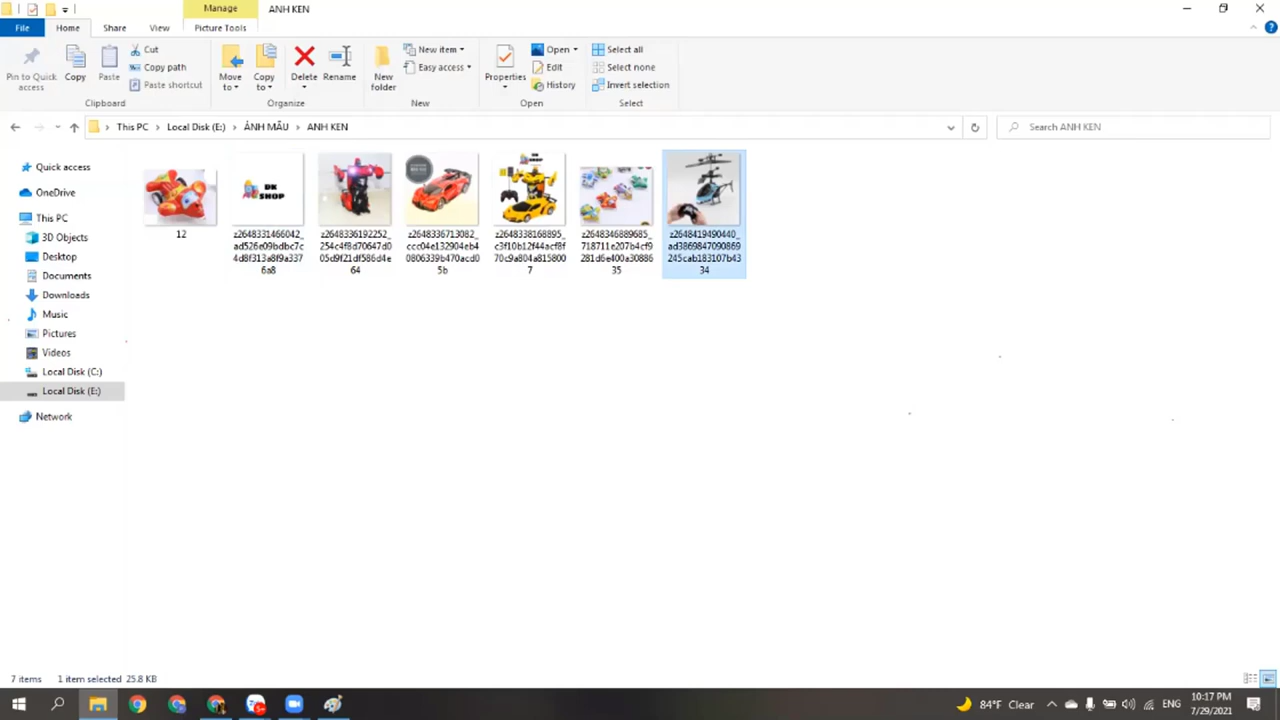 Manage
ANH KEN
File
Home
Share
View
Picture Tools
Pin to Quick
access
Copy
Paste
Cut
Copy path
Paste shortcut
Clipboard
Move
to
Copy
to
Delete
Rename
Organize
New
folder
New item
Easy access
New
Properties
Open
Edit
History
Open
Select all
Select none
Invert selection
Select
This PC > Local Disk (E:) > ẢNH MẪU > ANH KEN
Search ANH KEN
Quick access
OneDrive
This PC
3D Objects
Desktop
Documents
Downloads
Music
Pictures
Videos
Local Disk (C:)
Local Disk (E:)
Network
DK
SHOP
DK
SHOP
12
z2648331466042_
ad526e09bdbc7c
4d8f313a8f9a337
6a8
z2648336192252_
254c4f8d70647d0
05d9f21df586d4e
64
z2648336713082_
ccc04e132904eb4
0806339b470acd0
5b
z2648338168895_
c3f10b12f44acf8f
70c9a804a815800
7
z2648346889685_
718711e207b4cf9
281d6e400a30886
35
z2648419490440_
ad3869847090869
245cab183107b43
34
7 items
1 item selected 25.8 KB
84°F Clear
ENG
10:17 PM
7/29/2021